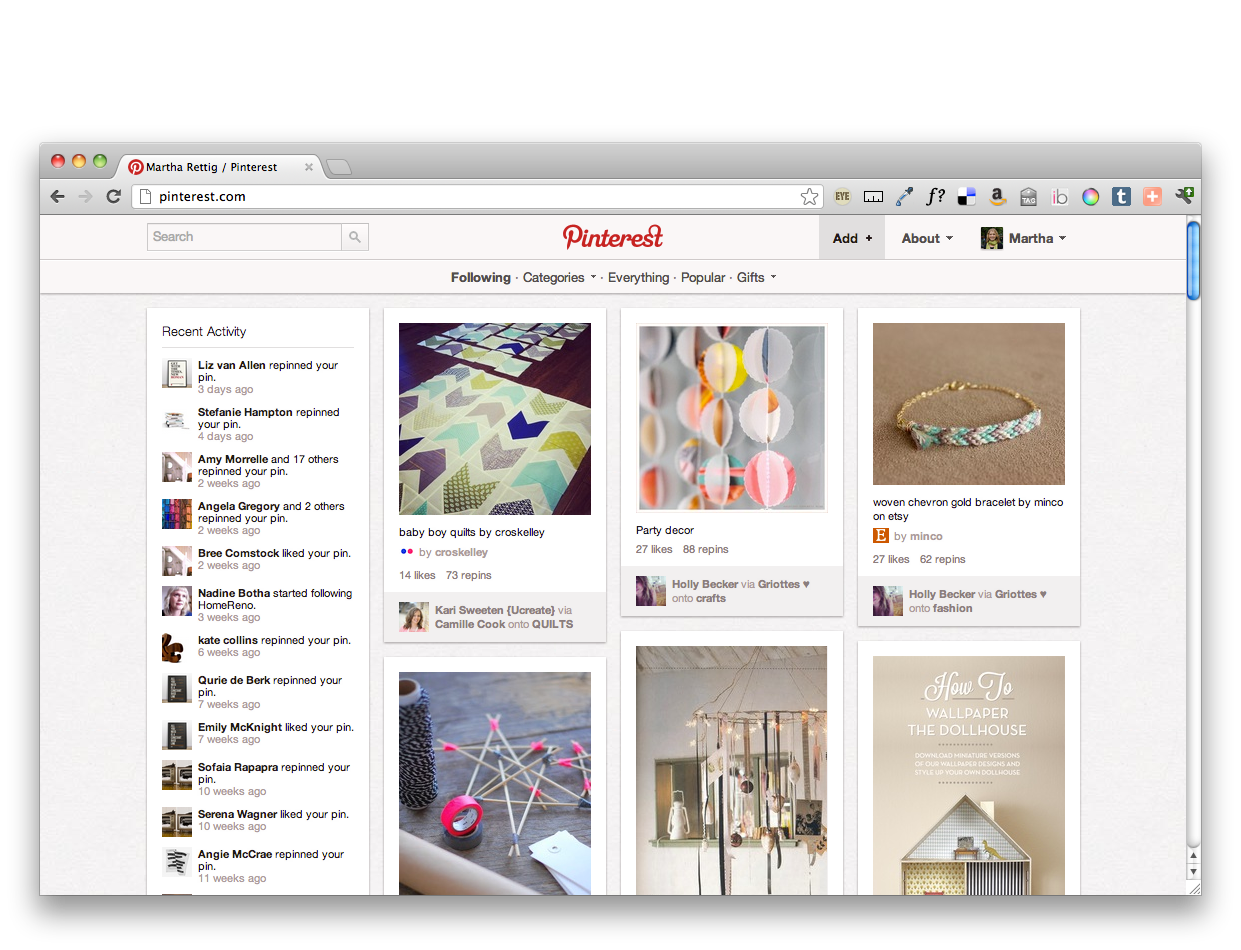 Martha Rettig / Pinterest
pinterest.com
EYE
f?
a
TAG
ib
t
Search
Pinterest
Add +
About
Martha
Following · Categories · Everything · Popular · Gifts
Recent Activity
Liz van Allen repinned your
pin.
3 days ago
Stefanie Hampton repinned
your pin.
4 days ago
Amy Morrelle and 17 others
repinned your pin.
2 weeks ago
Angela Gregory and 2 others
repinned your pin.
2 weeks ago
Bree Comstock liked your pin.
2 weeks ago
Nadine Botha started following
HomeReno.
3 weeks ago
kate collins repinned your pin.
6 weeks ago
Qurie de Berk repinned your
pin.
7 weeks ago
Emily McKnight liked your pin.
7 weeks ago
Sofaia Rapapra repinned your
pin.
10 weeks ago
Serena Wagner liked your pin.
10 weeks ago
Angie McCrae repinned your
pin.
11 weeks ago
baby boy quilts by croskelley
by croskelley
14 likes 73 repins
Kari Sweeten {Ucreate} via
Camille Cook onto QUILTS
Party decor
27 likes 88 repins
Holly Becker via Griottes ♥
onto crafts
woven chevron gold bracelet by minco
on etsy
E by minco
27 likes 62 repins
Holly Becker via Griottes ♥
onto fashion
How To
WALLPAPER
THE DOLLHOUSE
DOWNLOAD MINIATURE VERSIONS
OF OUR WALLPAPER DESIGNS AND
STYLE UP YOUR OWN DOLLHOUSE